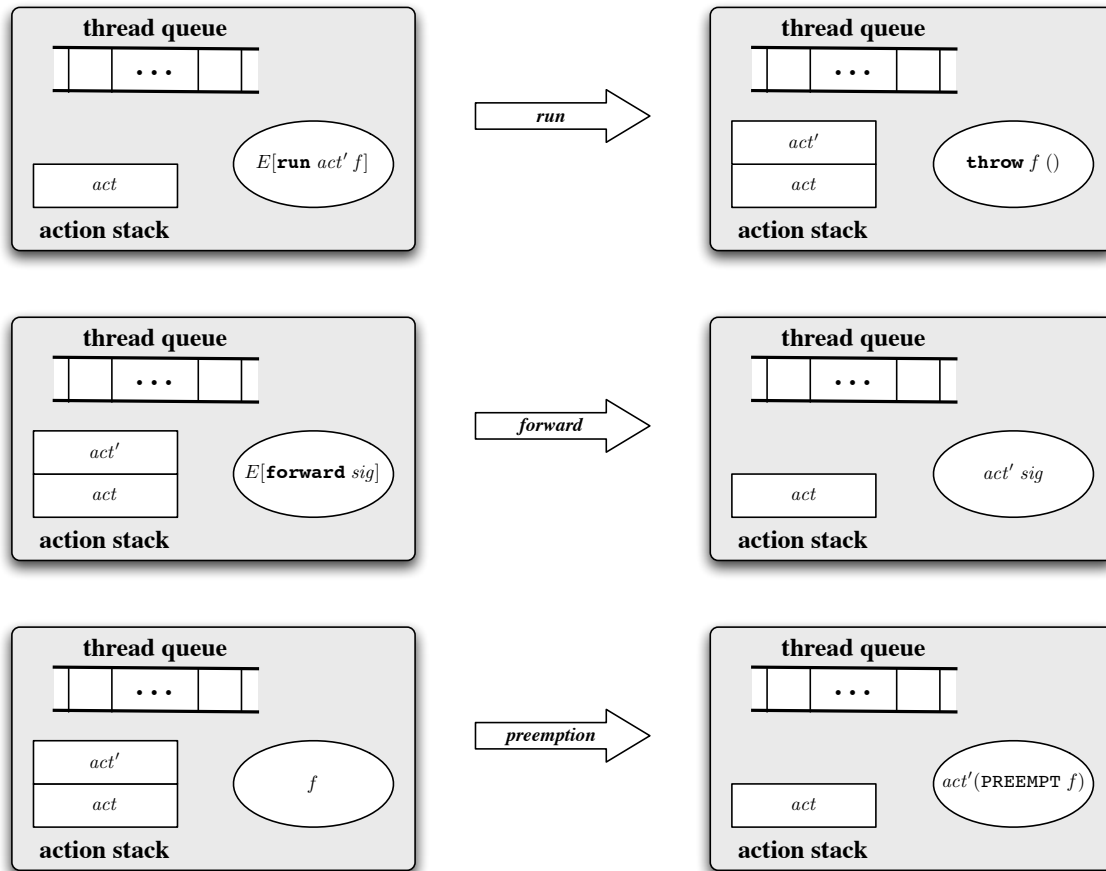 thread queue
• • •
E[run act′ f]
act
action stack
run
thread queue
• • •
act′
act
throw f ()
action stack
thread queue
• • •
act′
act
E[forward sig]
action stack
forward
thread queue
• • •
act
act′ sig
action stack
thread queue
• • •
act′
act
f
action stack
preemption
thread queue
• • •
act
act′(PREEMPT f)
action stack